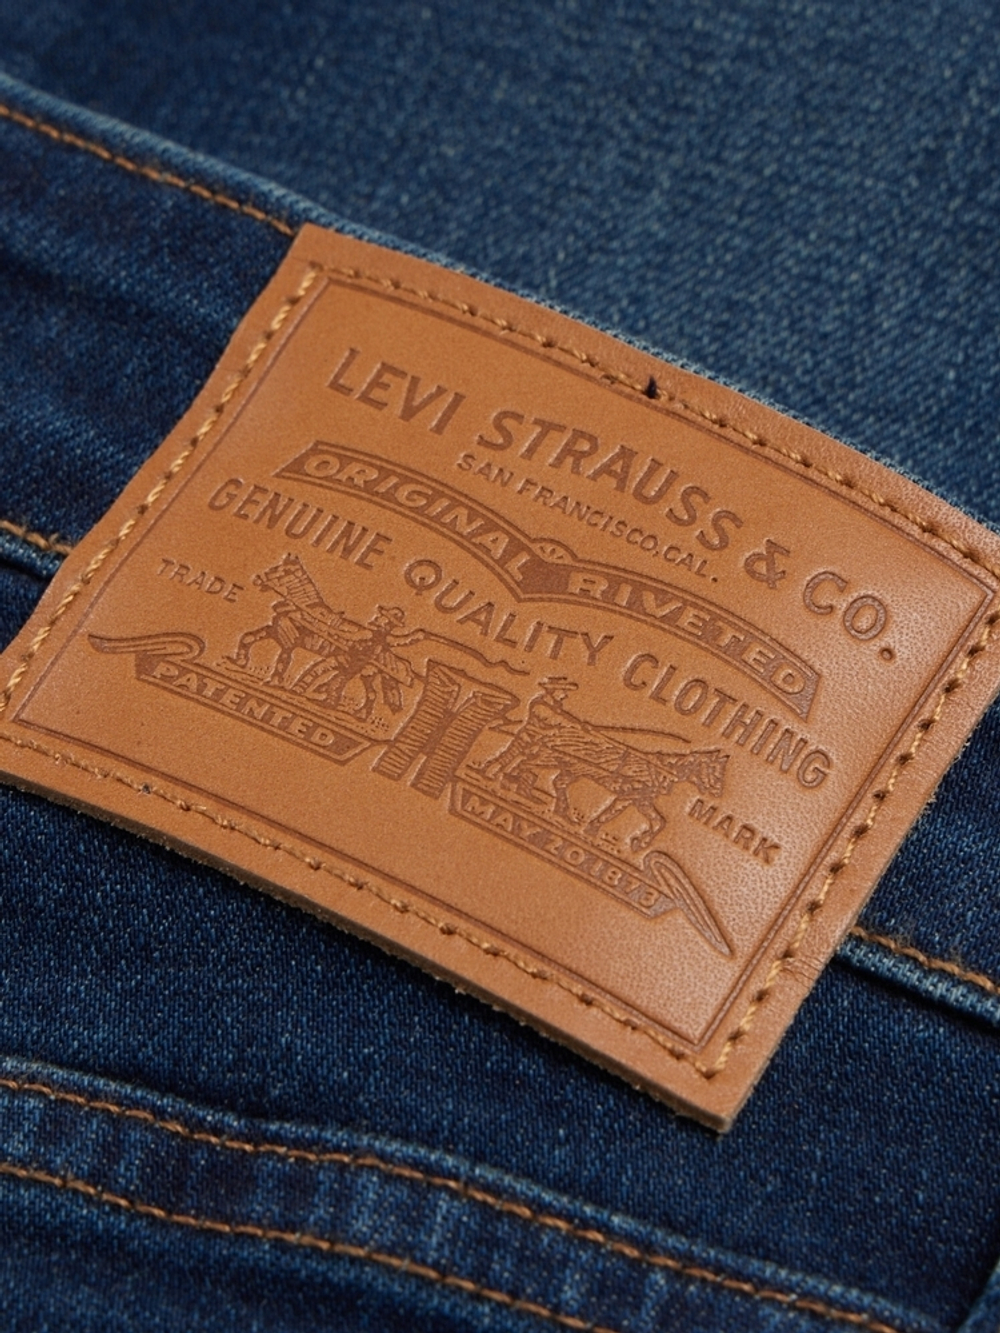 LEVI STRAUSS & CO.
SAN FRANCISCO, CAL.
ORIGINAL RIVETED
GENUINE QUALITY CLOTHING
TRADE MARK
PATENTED
MAY 20 1873